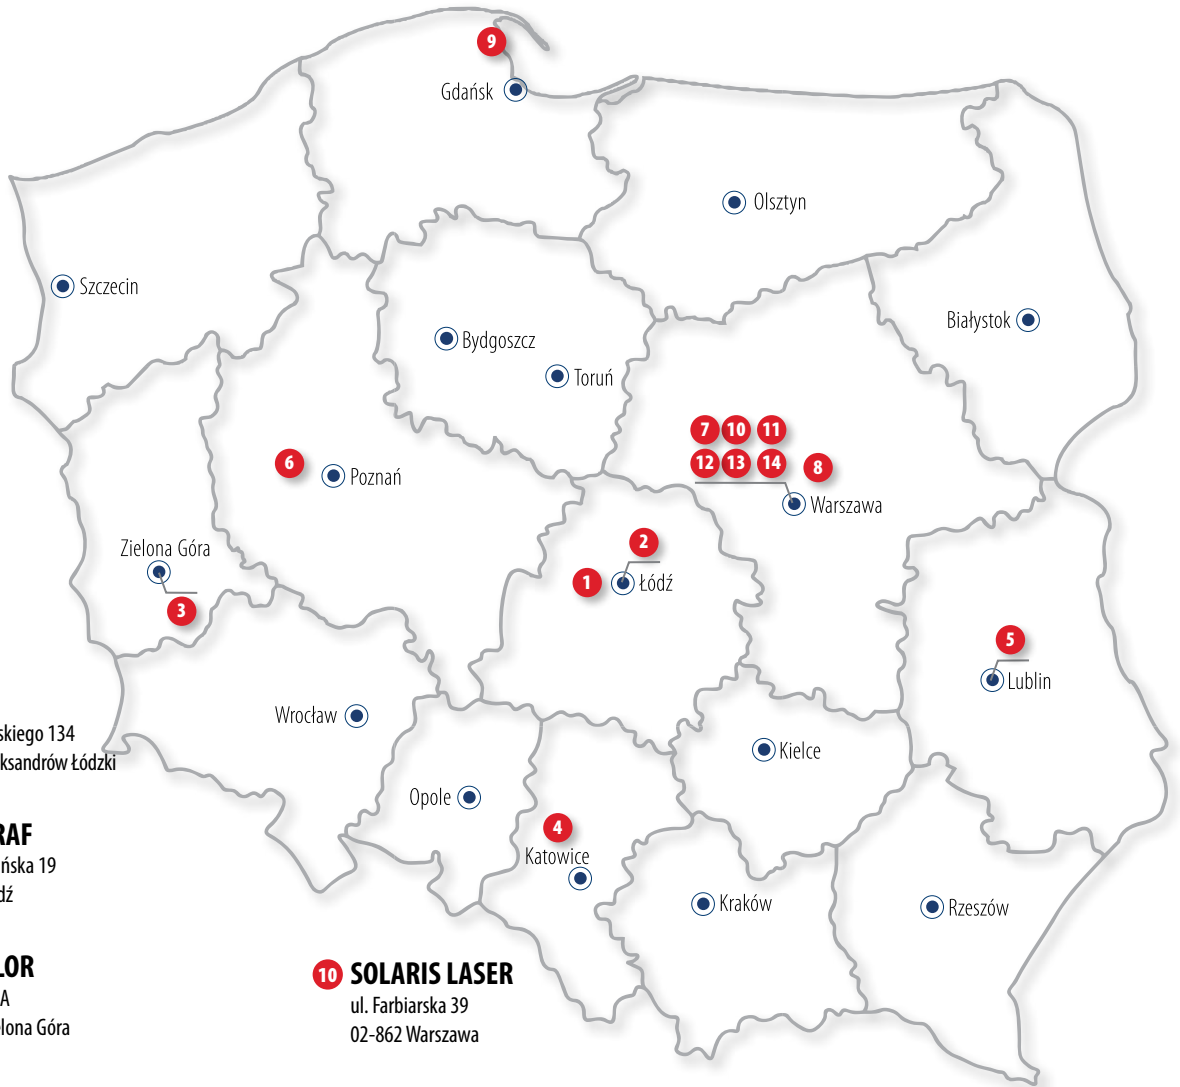 9
Gdańsk
Olsztyn
Szczecin
Białystok
Bydgoszcz
Toruń
7 10 11
12 13 14 8
6
Poznań
Warszawa
2
Zielona Góra
1
Łódź
3
5
Lublin
Wrocław
skiego 134
ksandrów Łódzki
Kielce
Opole
4
Katowice
RAF
ińska 19
dź
Kraków
Rzeszów
LOR
A
elona Góra
10 SOLARIS LASER
ul. Farbiarska 39
02-862 Warszawa